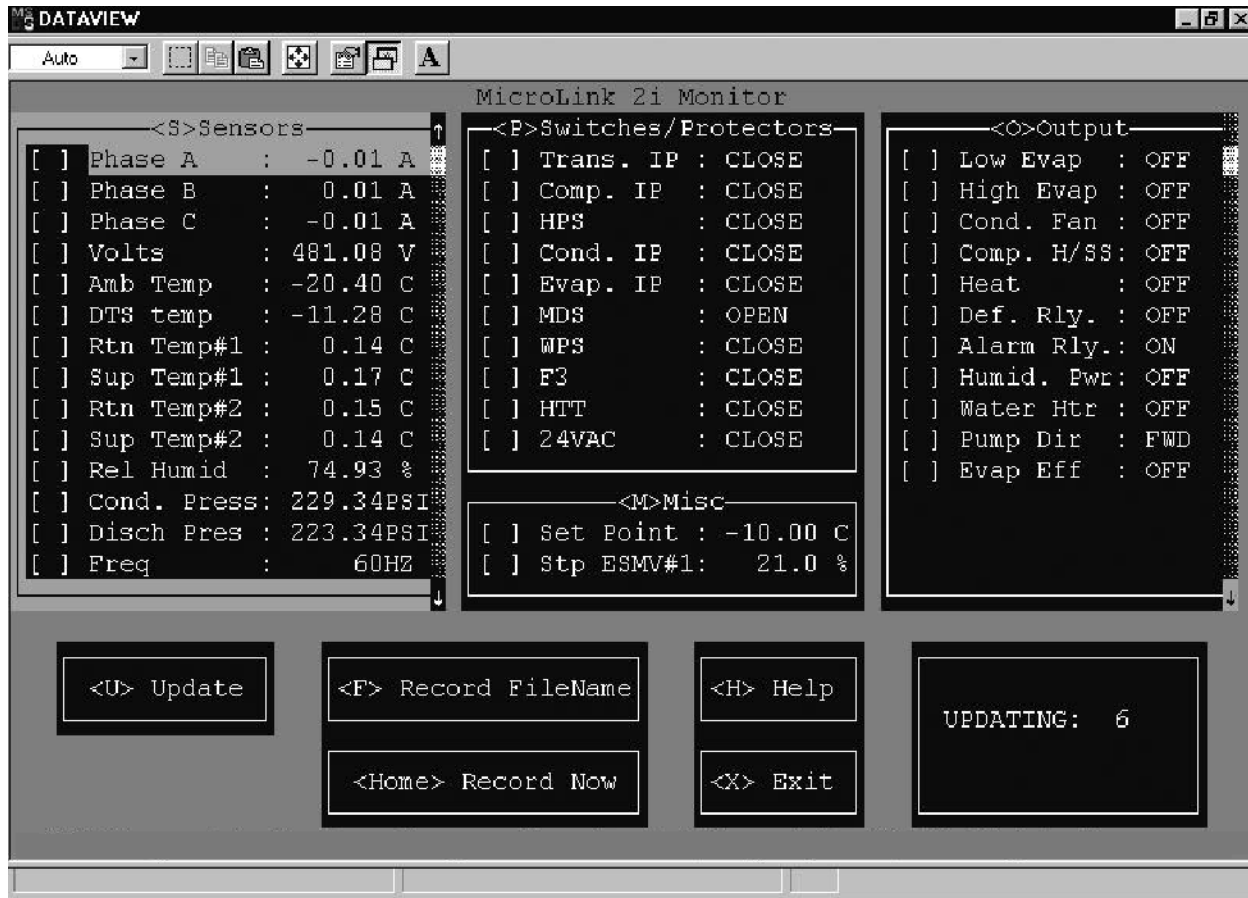 MS DATAVIEW
Auto
A
MicroLink 2i Monitor
<S>Sensors
[ ] Phase A : -0.01 A
[ ] Phase B : 0.01 A
[ ] Phase C : -0.01 A
[ ] Volts : 481.08 V
[ ] Amb Temp : -20.40 C
[ ] DTS temp : -11.28 C
[ ] Rtn Temp#1 : 0.14 C
[ ] Sup Temp#1 : 0.17 C
[ ] Rtn Temp#2 : 0.15 C
[ ] Sup Temp#2 : 0.14 C
[ ] Rel Humid : 74.93 %
[ ] Cond. Press: 229.34PSI
[ ] Disch Pres : 223.34PSI
[ ] Freq : 60HZ
<P>Switches/Protectors
[ ] Trans. IP : CLOSE
[ ] Comp. IP : CLOSE
[ ] HPS : CLOSE
[ ] Cond. IP : CLOSE
[ ] Evap. IP : CLOSE
[ ] MDS : OPEN
[ ] WPS : CLOSE
[ ] F3 : CLOSE
[ ] HTT : CLOSE
[ ] 24VAC : CLOSE
<M>Misc
[ ] Set Point : -10.00 C
[ ] Stp ESMV#1: 21.0 %
<O>Output
[ ] Low Evap : OFF
[ ] High Evap : OFF
[ ] Cond. Fan : OFF
[ ] Comp. H/SS: OFF
[ ] Heat : OFF
[ ] Def. Rly. : OFF
[ ] Alarm Rly.: ON
[ ] Humid. Pwr: OFF
[ ] Water Htr : OFF
[ ] Pump Dir : FWD
[ ] Evap Eff : OFF
<U> Update
<F> Record FileName
<H> Help
UPDATING: 6
<Home> Record Now
<X> Exit